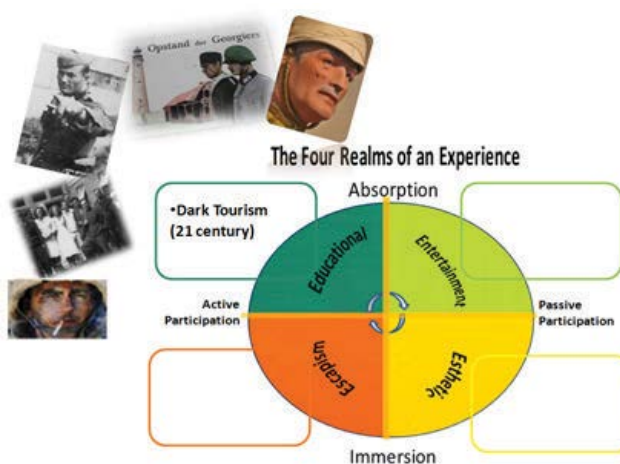 Opstand der Georgiers
The Four Realms of an Experience
Absorption
•Dark Tourism
(21 century)
Educational
Entertainment
Active
Participation
Passive
Participation
Escapism
Esthetic
Immersion